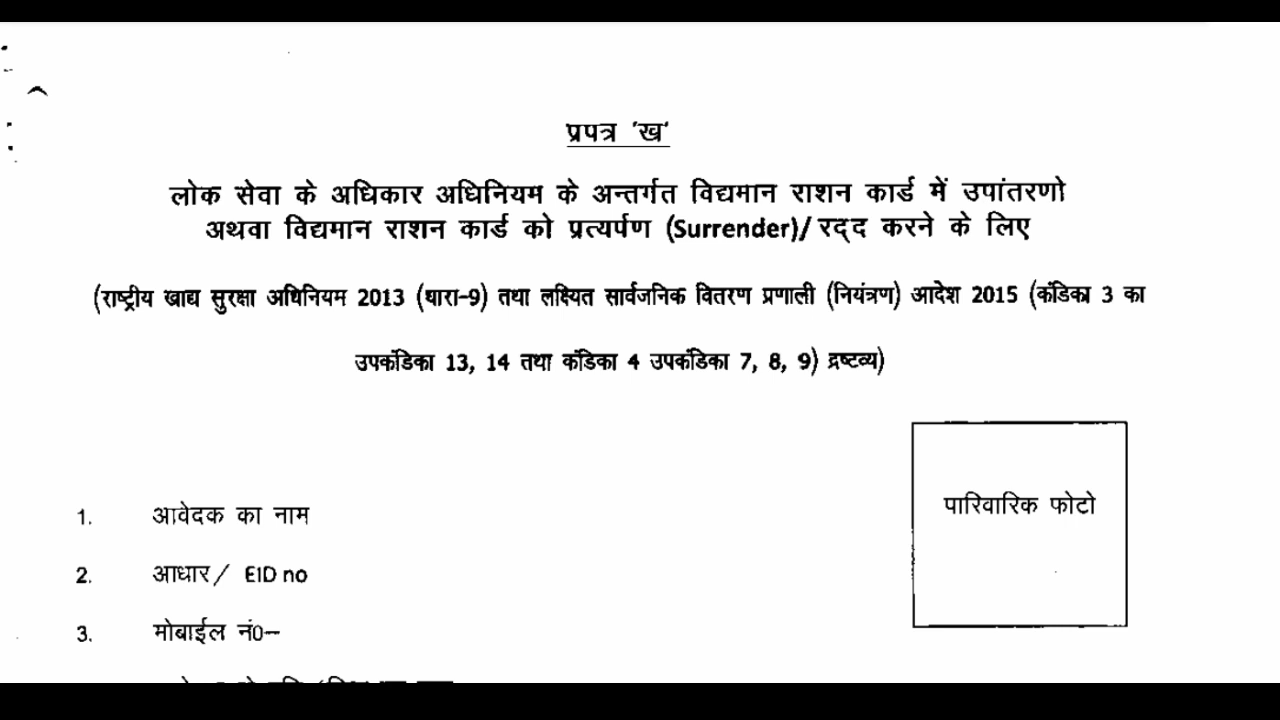 प्रपत्र 'ख'
लोक सेवा के अधिकार अधिनियम के अन्तर्गत विद्यमान राशन कार्ड में उपांतरणो
अथवा विद्यमान राशन कार्ड को प्रत्यर्पण (Surrender)/ रद्द करने के लिए
(राष्ट्रीय खाद्य सुरक्षा अधिनियम 2013 (धारा-9) तथा लक्ष्यित सार्वजनिक वितरण प्रणाली (नियंत्रण) आदेश 2015 (कंडिका 3 का
उपकंडिका 13, 14 तथा कंडिका 4 उपकंडिका 7, 8, 9) द्रष्टव्य)
पारिवारिक फोटो
1. आवेदक का नाम
2. आधार/ EID no
3. मोबाईल नं0–